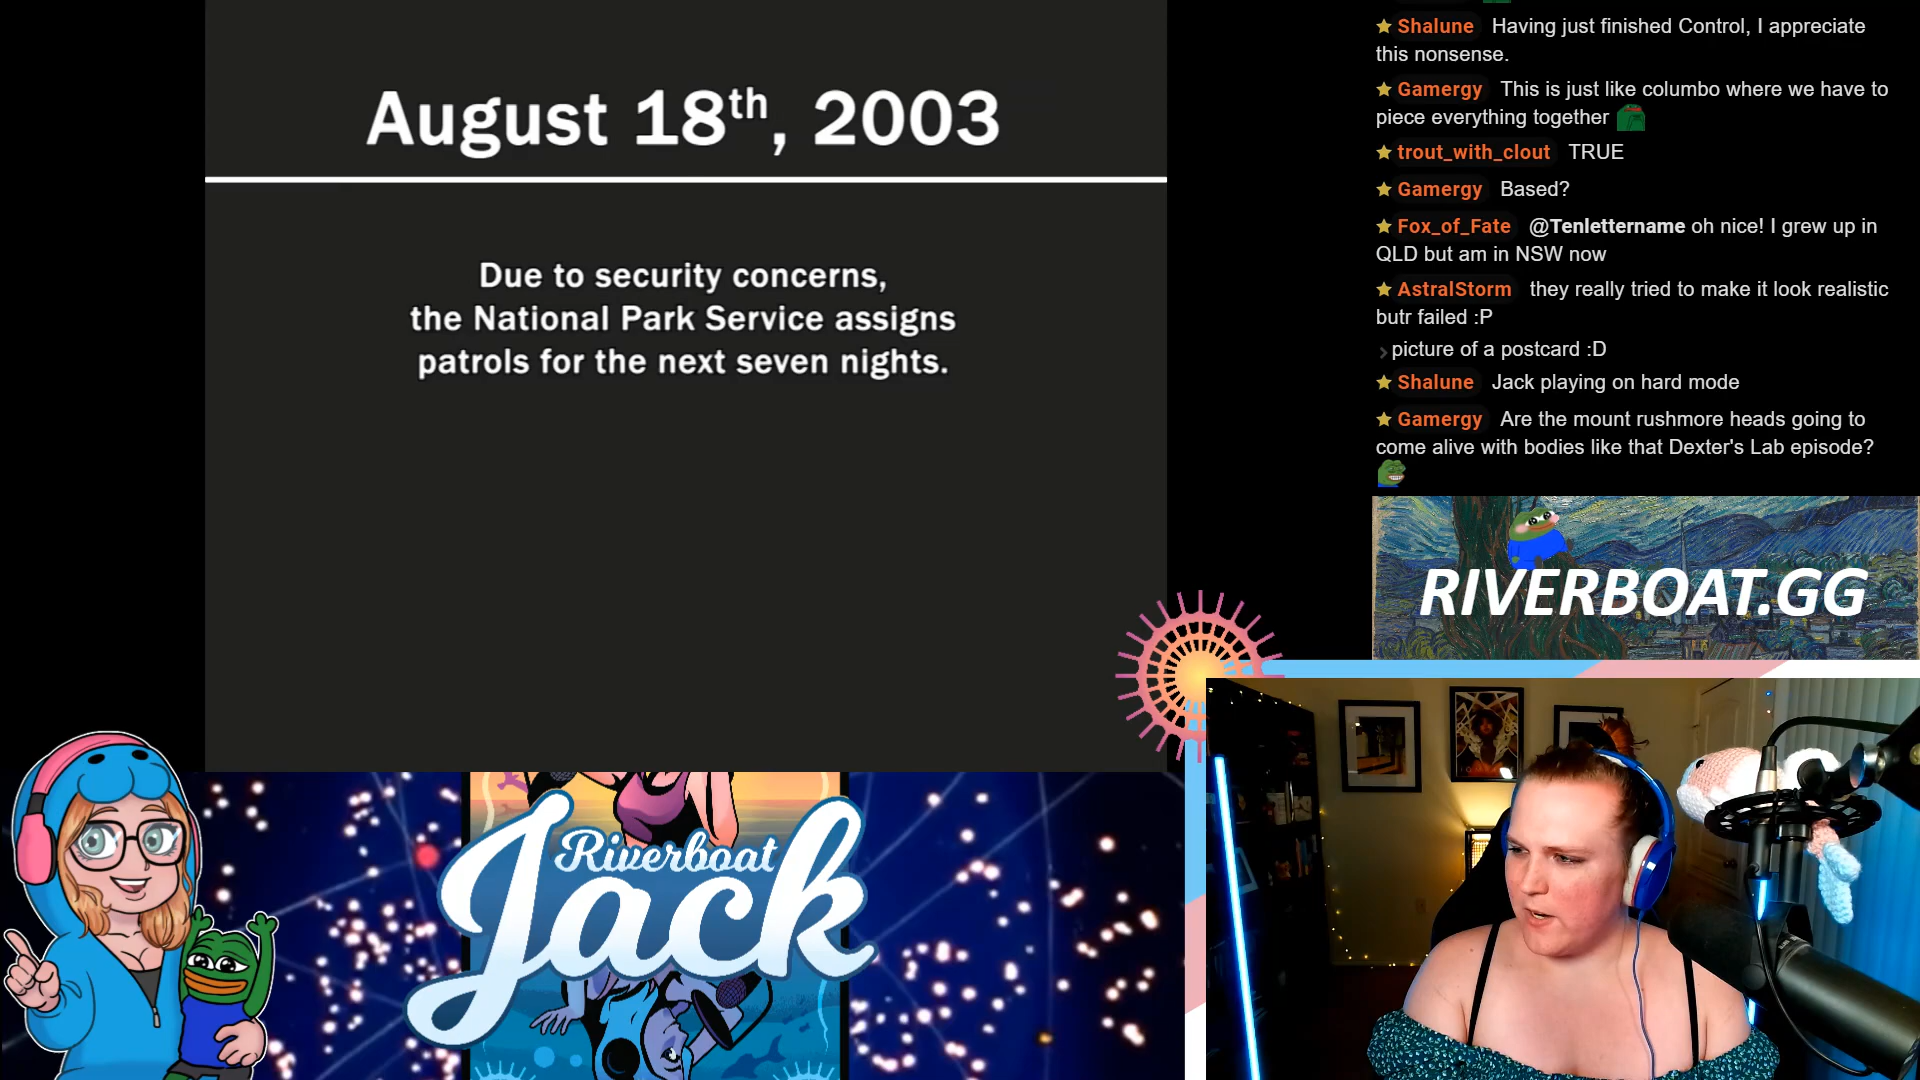 August 18th, 2003
Due to security concerns,
the National Park Service assigns
patrols for the next seven nights.
Shalune Having just finished Control, I appreciate
this nonsense.
Gamergy This is just like columbo where we have to
piece everything together
trout_with_clout TRUE
Gamergy Based?
Fox_of_Fate @Tenlettername oh nice! I grew up in
QLD but am in NSW now
AstralStorm they really tried to make it look realistic
butr failed :P
picture of a postcard :D
Shalune Jack playing on hard mode
Gamergy Are the mount rushmore heads going to
come alive with bodies like that Dexter's Lab episode?
RIVERBOAT.GG
Riverboat
Jack